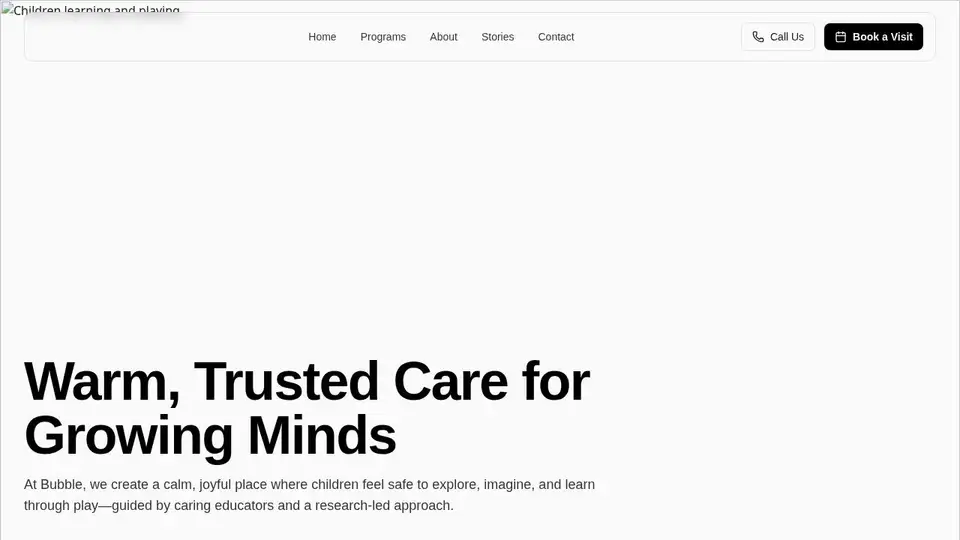 Children learning and playing
Home
Programs
About
Stories
Contact
Call Us
Book a Visit
Warm, Trusted Care for
Growing Minds
At Bubble, we create a calm, joyful place where children feel safe to explore, imagine, and learn
through play—guided by caring educators and a research-led approach.